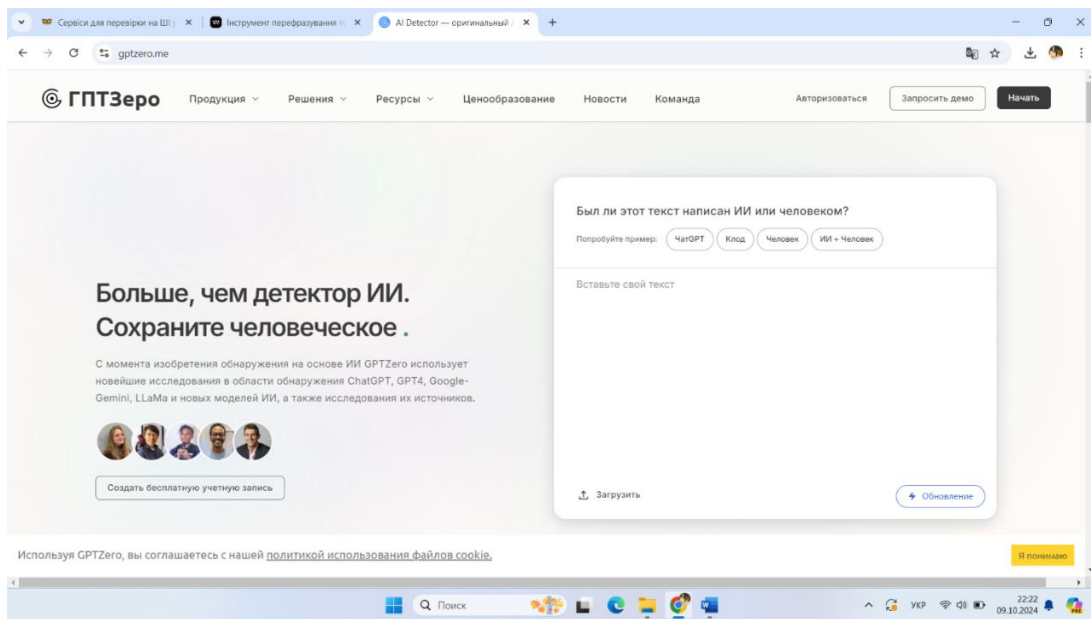 Сервіси для перевірки на ШІ
Інструмент перефразування
AI Detector — оригинальный
gptzero.me
ГПТЗеро
Продукция
Решения
Ресурсы
Ценообразование
Новости
Команда
Авторизоваться
Запросить демо
Начать
Был ли этот текст написан ИИ или человеком?
Попробуйте пример:
ЧатGPT
Клод
Человек
ИИ + Человек
Вставьте свой текст
Больше, чем детектор ИИ.
Сохраните человеческое .
С момента изобретения обнаружения на основе ИИ GPTZero использует
новейшие исследования в области обнаружения ChatGPT, GPT4, Google-
Gemini, LLaMa и новых моделей ИИ, а также исследования их источников.
Создать бесплатную учетную запись
Загрузить
Обновление
Используя GPTZero, вы соглашаетесь с нашей политикой использования файлов cookie.
Я понимаю
Поиск
УКР
22:22
09.10.2024